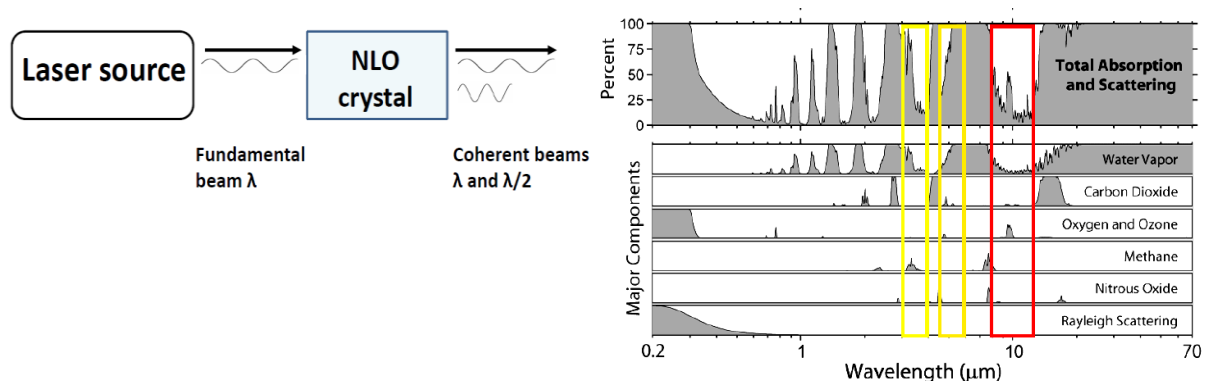 Laser source
NLO
crystal
Fundamental
beam λ
Coherent beams
λ and λ/2
100
75
50
25
0
Percent
Total Absorption
and Scattering
Major Components
Water Vapor
Carbon Dioxide
Oxygen and Ozone
Methane
Nitrous Oxide
Rayleigh Scattering
0.2
1
10
70
Wavelength (μm)